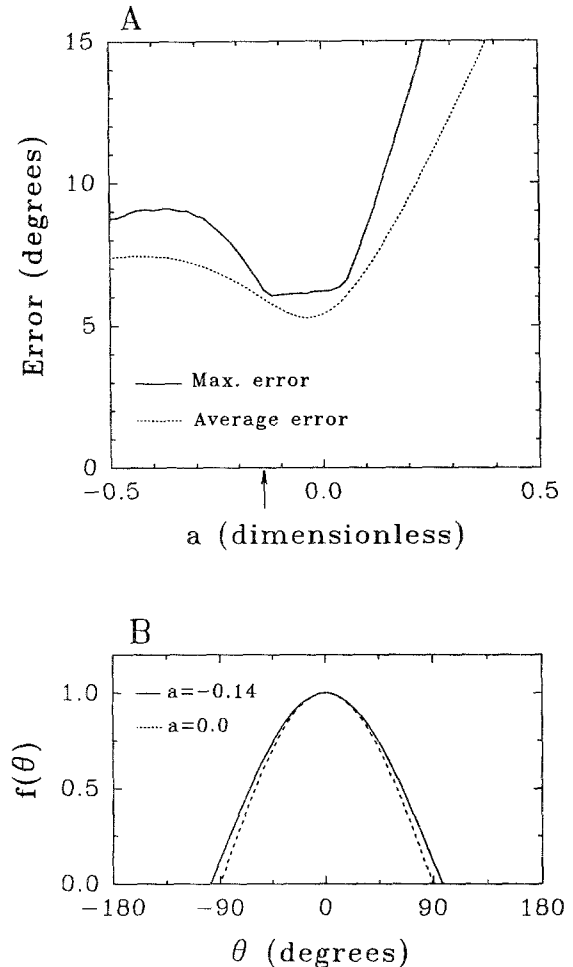 A
15
10
5
0
Error (degrees)
Max. error
Average error
−0.5
0.0
0.5
a (dimensionless)
B
1.0
0.5
0.0
f(θ)
a=−0.14
a=0.0
−180
−90
0
90
180
θ (degrees)